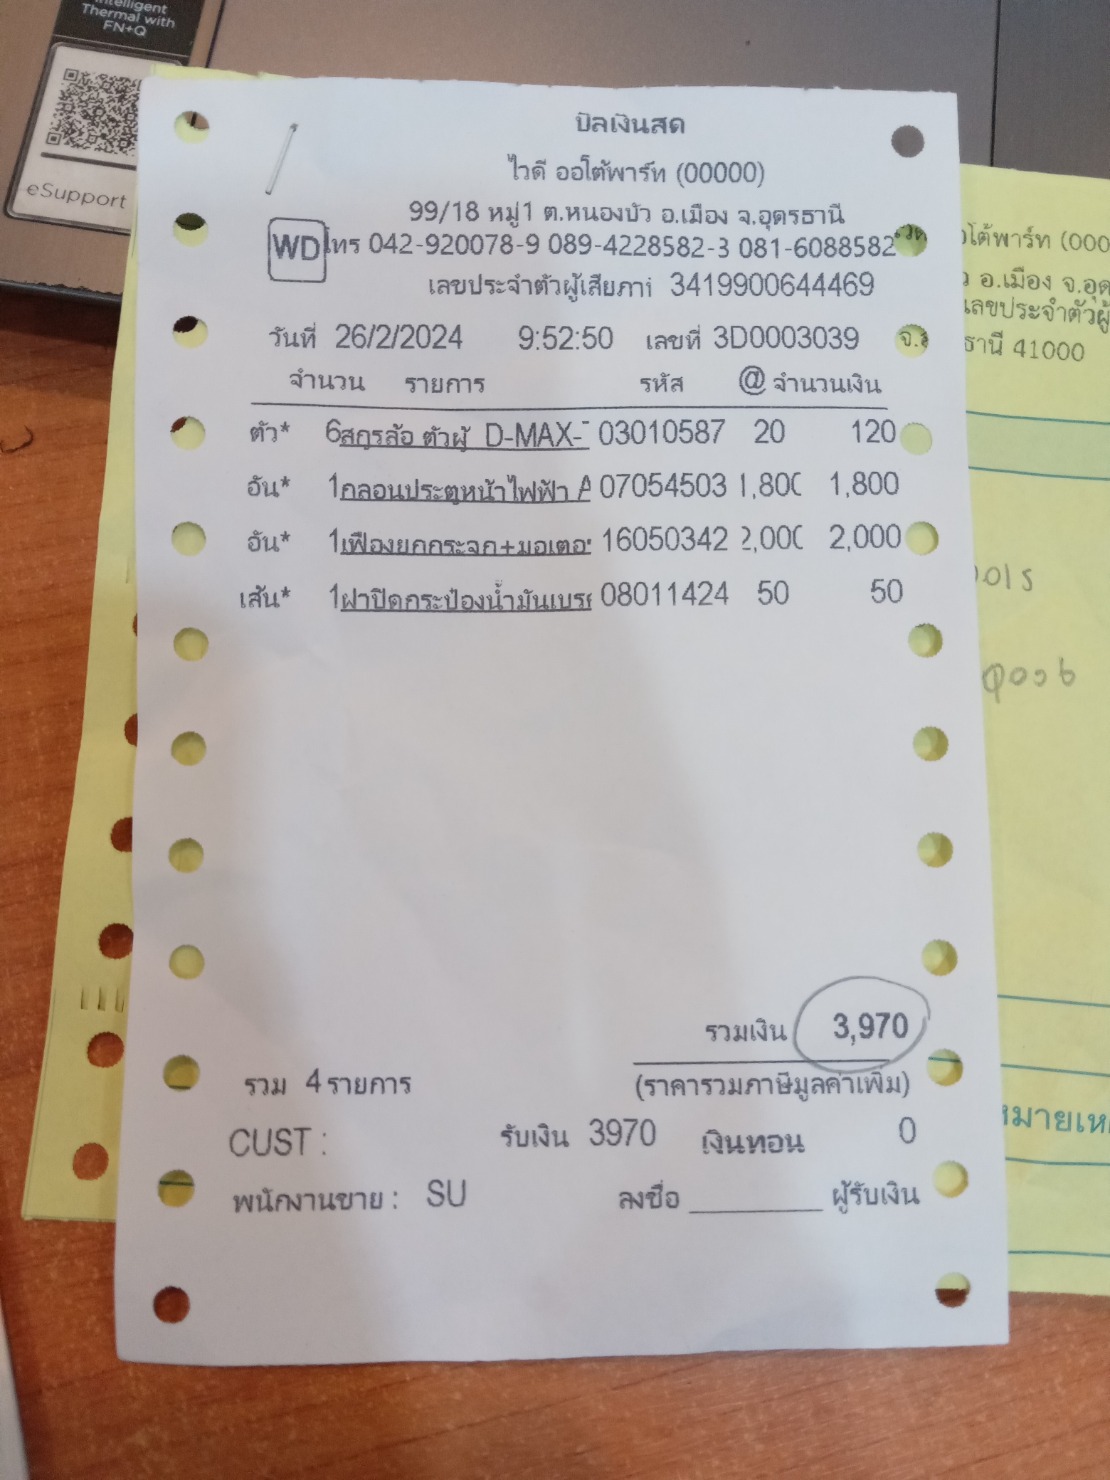 Intelligent
Thermal with
FN+Q
eSupport
บิลเงินสด
ไวดี ออโต้พาร์ท (00000)
99/18 หมู่1 ต.หนองบัว อ.เมือง จ.อุดรธานี
WD โทร 042-920078-9 089-4228582-3 081-6088582
เลขประจำตัวผู้เสียภาษี 3419900644469
วันที่ 26/2/2024 9:52:50 เลขที่ 3D0003039
จำนวน รายการ รหัส @ จำนวนเงิน
ตัว* 6 สกรูล้อ ตัวผู้ D-MAX- 03010587 20 120
อัน* 1 กลอนประตูหน้าไฟฟ้า A 07054503 1,800 1,800
อัน* 1 เฟืองยกกระจก+มอเตอ 16050342 2,000 2,000
เส้น* 1 ฝาปิดกระป๋องน้ำมันเบร 08011424 50 50
รวมเงิน 3,970
รวม 4 รายการ (ราคารวมภาษีมูลค่าเพิ่ม)
CUST : รับเงิน 3970 เงินทอน 0
พนักงานขาย : SU ลงชื่อ ________ ผู้รับเงิน
โต้พาร์ท (000
อ.เมือง จ.อุด
เลขประจำตัวผู้
ธานี 41000
หมายเห